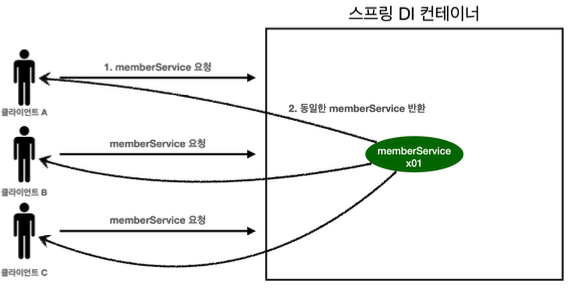 스프링 DI 컨테이너
1. memberService 요청
클라이언트 A
2. 동일한 memberService 반환
memberService 요청
memberService
x01
클라이언트 B
memberService 요청
클라이언트 C